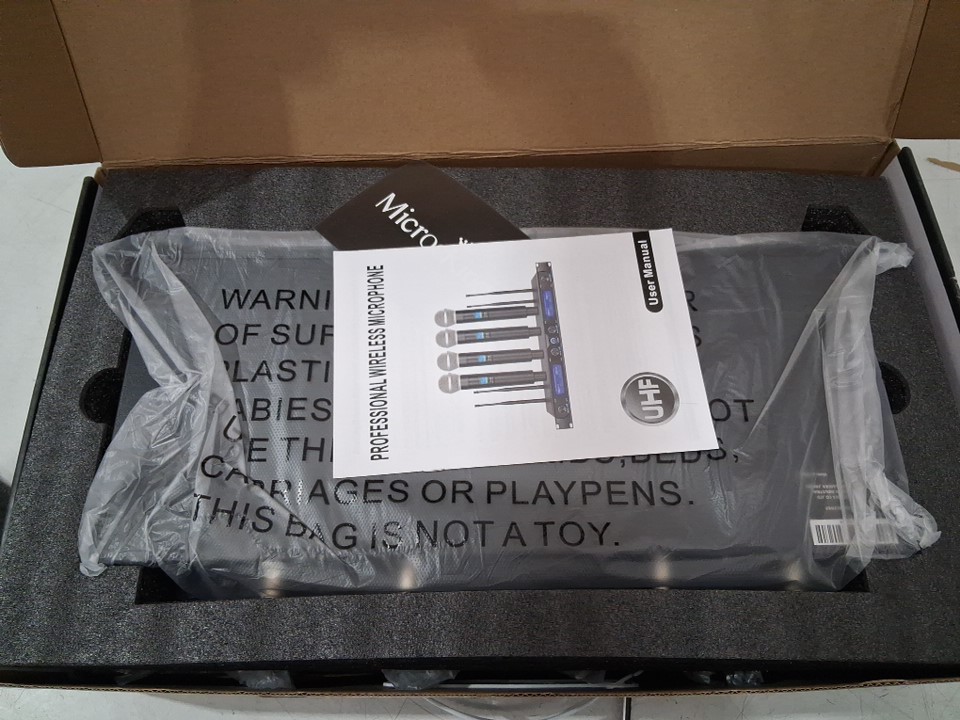 Micro
User Manual
PROFESSIONAL WIRELESS MICROPHONE
UHF
WARNI
OF SUF
PLASTI
ABIES
OT
E THI
BEDS,
CARRIAGES OR PLAYPENS.
THIS BAG IS NOT A TOY.